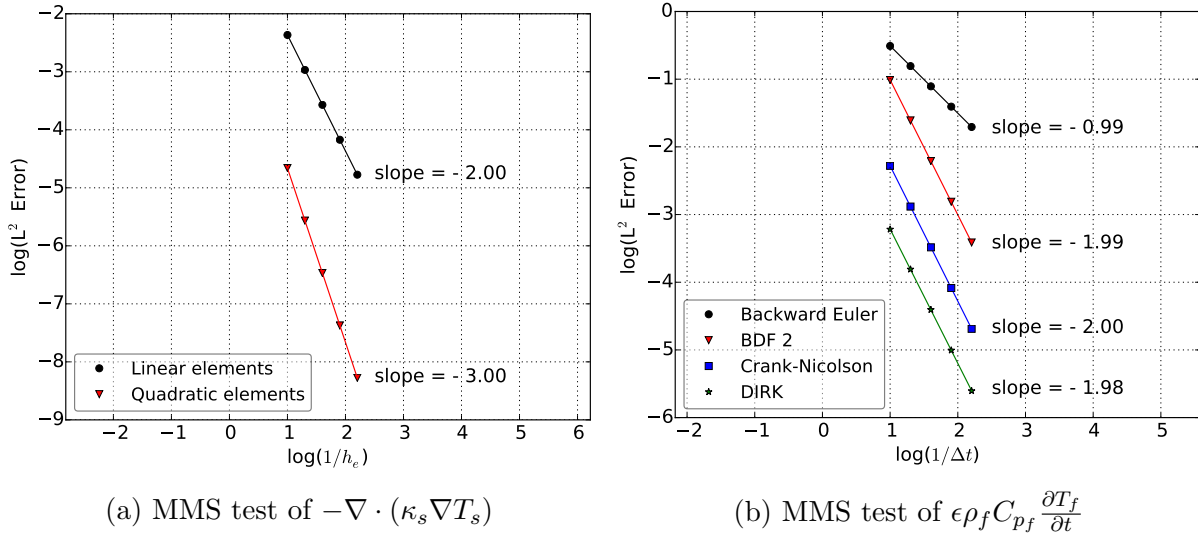 −1
−2
−3
−4
−5
−6
−7
−8
−9
log(L² Error)
−2 −1 0 1 2 3 4 5 6
log(1/hₑ)
slope = - 2.00
slope = - 3.00
Linear elements
Quadratic elements
(a) MMS test of −∇ · (κₛ∇Tₛ)
0
−1
−2
−3
−4
−5
−6
log(L² Error)
−2 −1 0 1 2 3 4 5
log(1/Δt)
slope = - 0.99
slope = - 1.99
slope = - 2.00
slope = - 1.98
Backward Euler
BDF 2
Crank-Nicolson
DIRK
(b) MMS test of ϵρ_f C_{p_f} ∂T_f/∂t